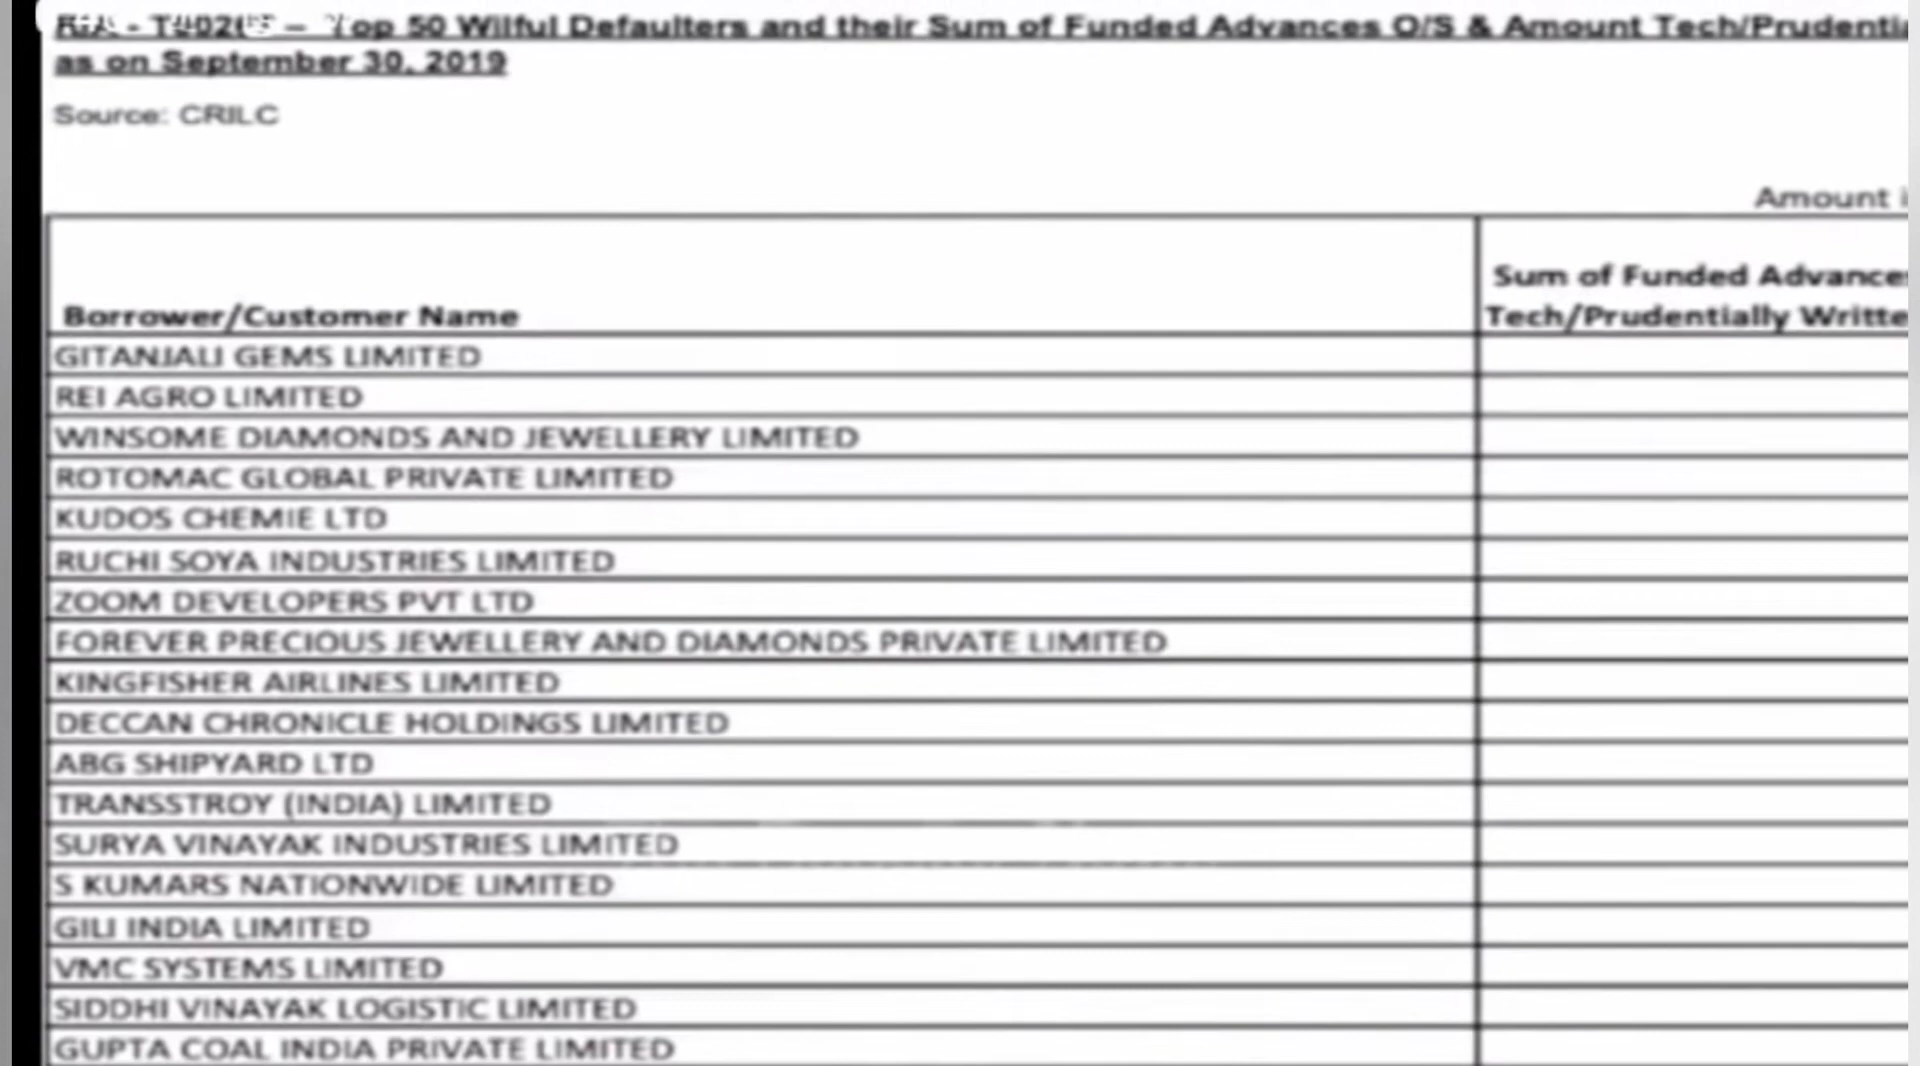 Top 50 Wilful Defaulters and their Sum of Funded Advances O/S & Amount Tech/Prudentia
as on September 30, 2019
Source: CRILC
Amount i
Sum of Funded Advances
Borrower/Customer Name
Tech/Prudentially Writte
GITANJALI GEMS LIMITED
REI AGRO LIMITED
WINSOME DIAMONDS AND JEWELLERY LIMITED
ROTOMAC GLOBAL PRIVATE LIMITED
KUDOS CHEMIE LTD
RUCHI SOYA INDUSTRIES LIMITED
ZOOM DEVELOPERS PVT LTD
FOREVER PRECIOUS JEWELLERY AND DIAMONDS PRIVATE LIMITED
KINGFISHER AIRLINES LIMITED
DECCAN CHRONICLE HOLDINGS LIMITED
ABG SHIPYARD LTD
TRANSSTROY (INDIA) LIMITED
SURYA VINAYAK INDUSTRIES LIMITED
S KUMARS NATIONWIDE LIMITED
GILI INDIA LIMITED
VMC SYSTEMS LIMITED
SIDDHI VINAYAK LOGISTIC LIMITED
GUPTA COAL INDIA PRIVATE LIMITED